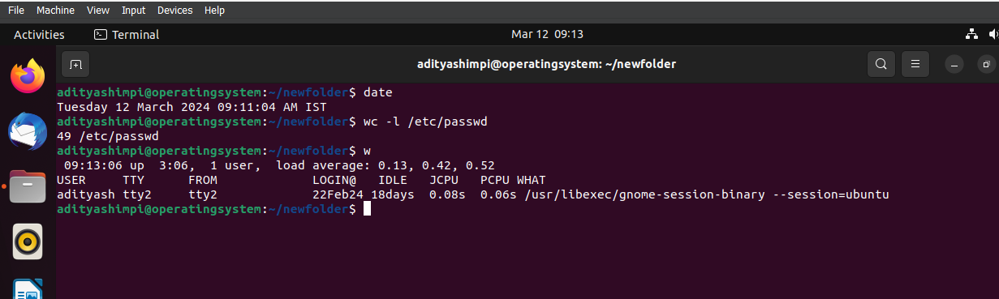 File Machine View Input Devices Help
Activities Terminal Mar 12 09:13
adityashimpi@operatingsystem: ~/newfolder
adityashimpi@operatingsystem:~/newfolder$ date
Tuesday 12 March 2024 09:11:04 AM IST
adityashimpi@operatingsystem:~/newfolder$ wc -l /etc/passwd
49 /etc/passwd
adityashimpi@operatingsystem:~/newfolder$ w
 09:13:06 up  3:06,  1 user,  load average: 0.13, 0.42, 0.52
USER     TTY      FROM             LOGIN@   IDLE   JCPU   PCPU WHAT
adityash tty2     tty2             22Feb24 18days  0.08s  0.06s /usr/libexec/gnome-session-binary --session=ubuntu
adityashimpi@operatingsystem:~/newfolder$